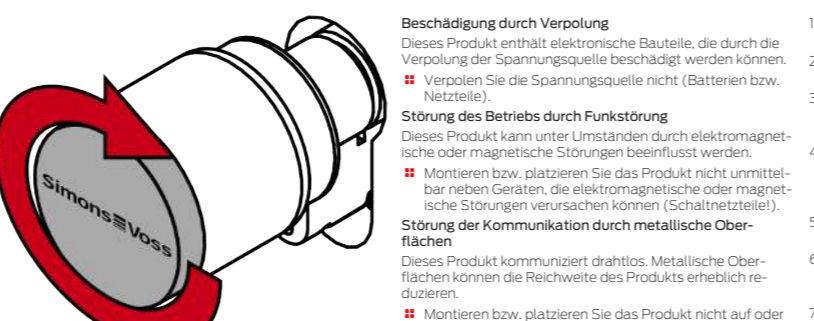 Simons Voss
Beschädigung durch Verpolung
Dieses Produkt enthält elektronische Bauteile, die durch die
Verpolung der Spannungsquelle beschädigt werden können.
Verpolen Sie die Spannungsquelle nicht (Batterien bzw.
Netzteile).
Störung des Betriebs durch Funkstörung
Dieses Produkt kann unter Umständen durch elektromagnet-
ische oder magnetische Störungen beeinflusst werden.
Montieren bzw. platzieren Sie das Produkt nicht unmittel-
bar neben Geräten, die elektromagnetische oder magnet-
ische Störungen verursachen können (Schaltnetzteile!).
Störung der Kommunikation durch metallische Ober-
flächen
Dieses Produkt kommuniziert drahtlos. Metallische Ober-
flächen können die Reichweite des Produkts erheblich re-
duzieren.
Montieren bzw. platzieren Sie das Produkt nicht auf oder
1
2
3
4
5
6
7